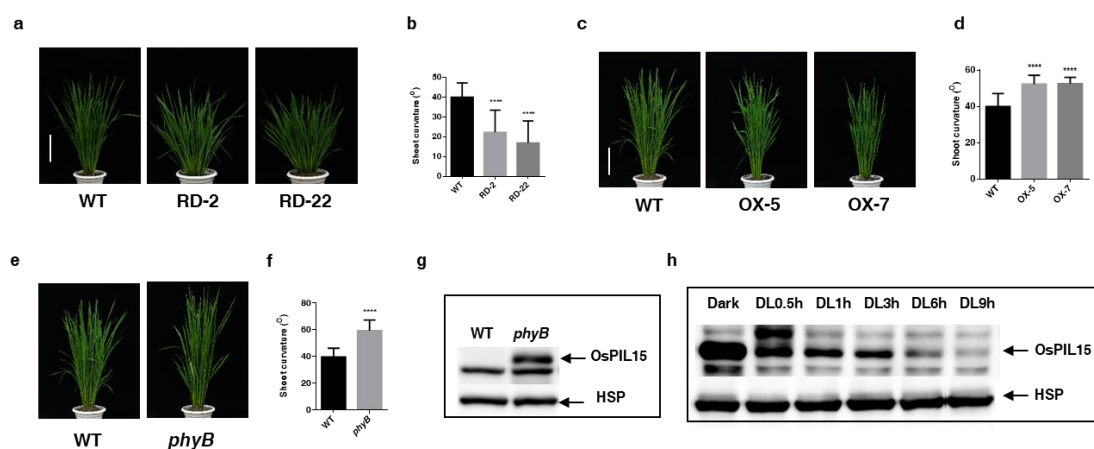 a
WT
RD-2
RD-22
b
Shoot curvature (O)
50
40
30
20
10
0
****
****
WT
RD-2
RD-22
c
WT
OX-5
OX-7
d
Shoot curvature (O)
60
40
20
0
****
****
WT
OX-5
OX-7
e
WT
phyB
f
Shoot curvature (O)
80
60
40
20
0
****
WT
phyB
g
WT phyB
OsPIL15
HSP
h
Dark DL0.5h DL1h DL3h DL6h DL9h
OsPIL15
HSP